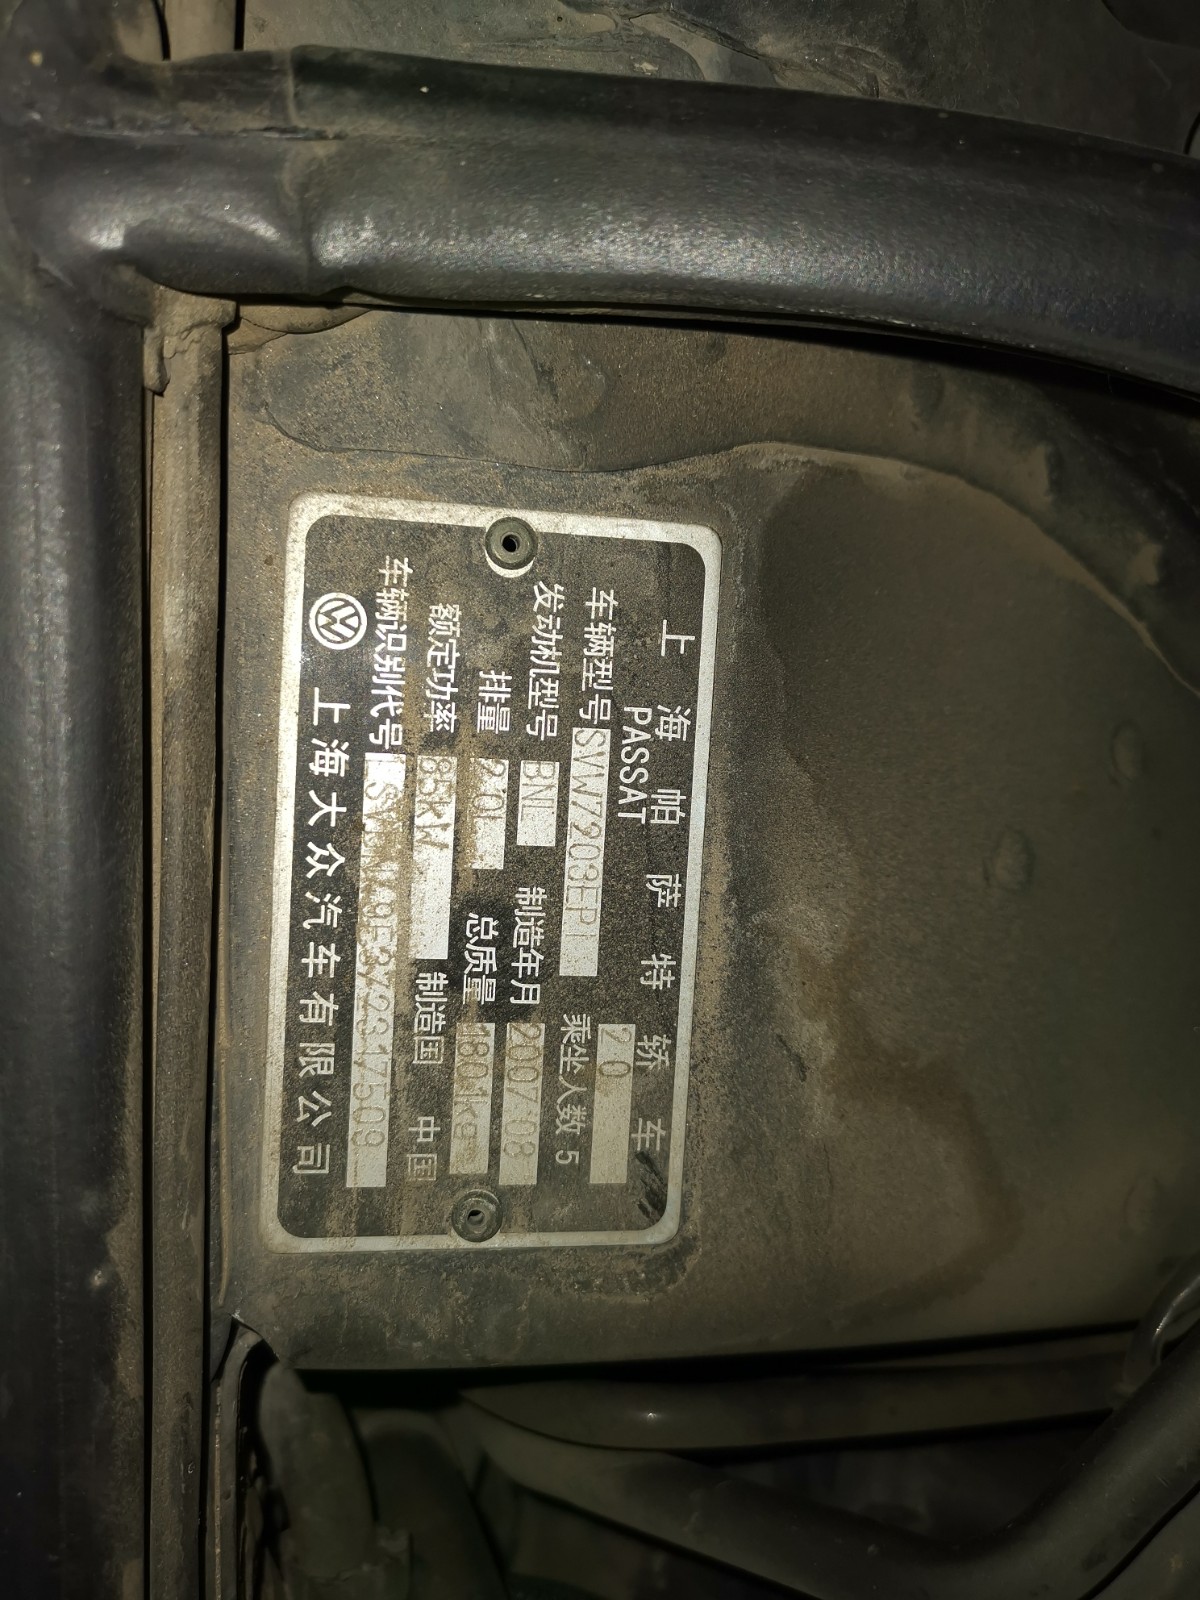 上海帕萨特轿车
PASSAT 2.0
车辆型号 SVW7203EPI 乘坐人数 5
发动机型号 BNL 制造年月 2007/08
排量 2.0L 总质量 1801kg
额定功率 85kW 制造国 中国
车辆识别代号
上海大众汽车有限公司